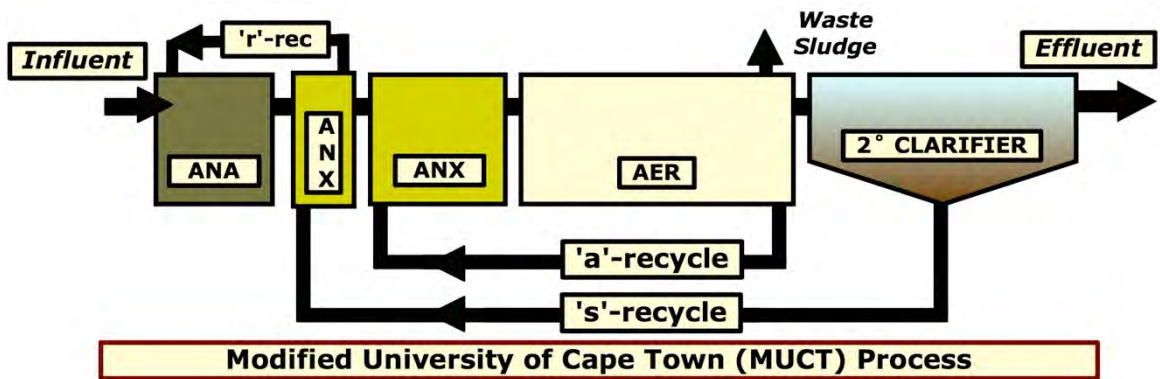 Waste
Sludge
'r'-rec
Influent
Effluent
A
N
X
2° CLARIFIER
ANA
ANX
AER
'a'-recycle
's'-recycle
Modified University of Cape Town (MUCT) Process